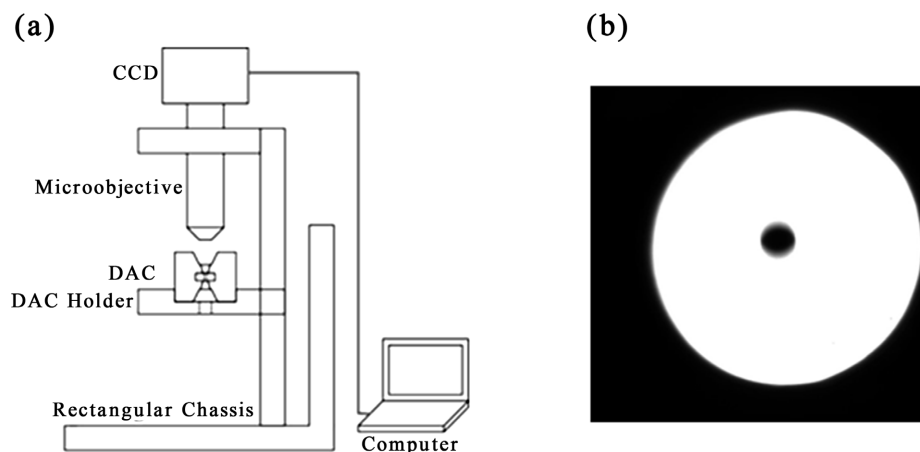 (a)
(b)
CCD
Microobjective
DAC
DAC Holder
Rectangular Chassis
Computer